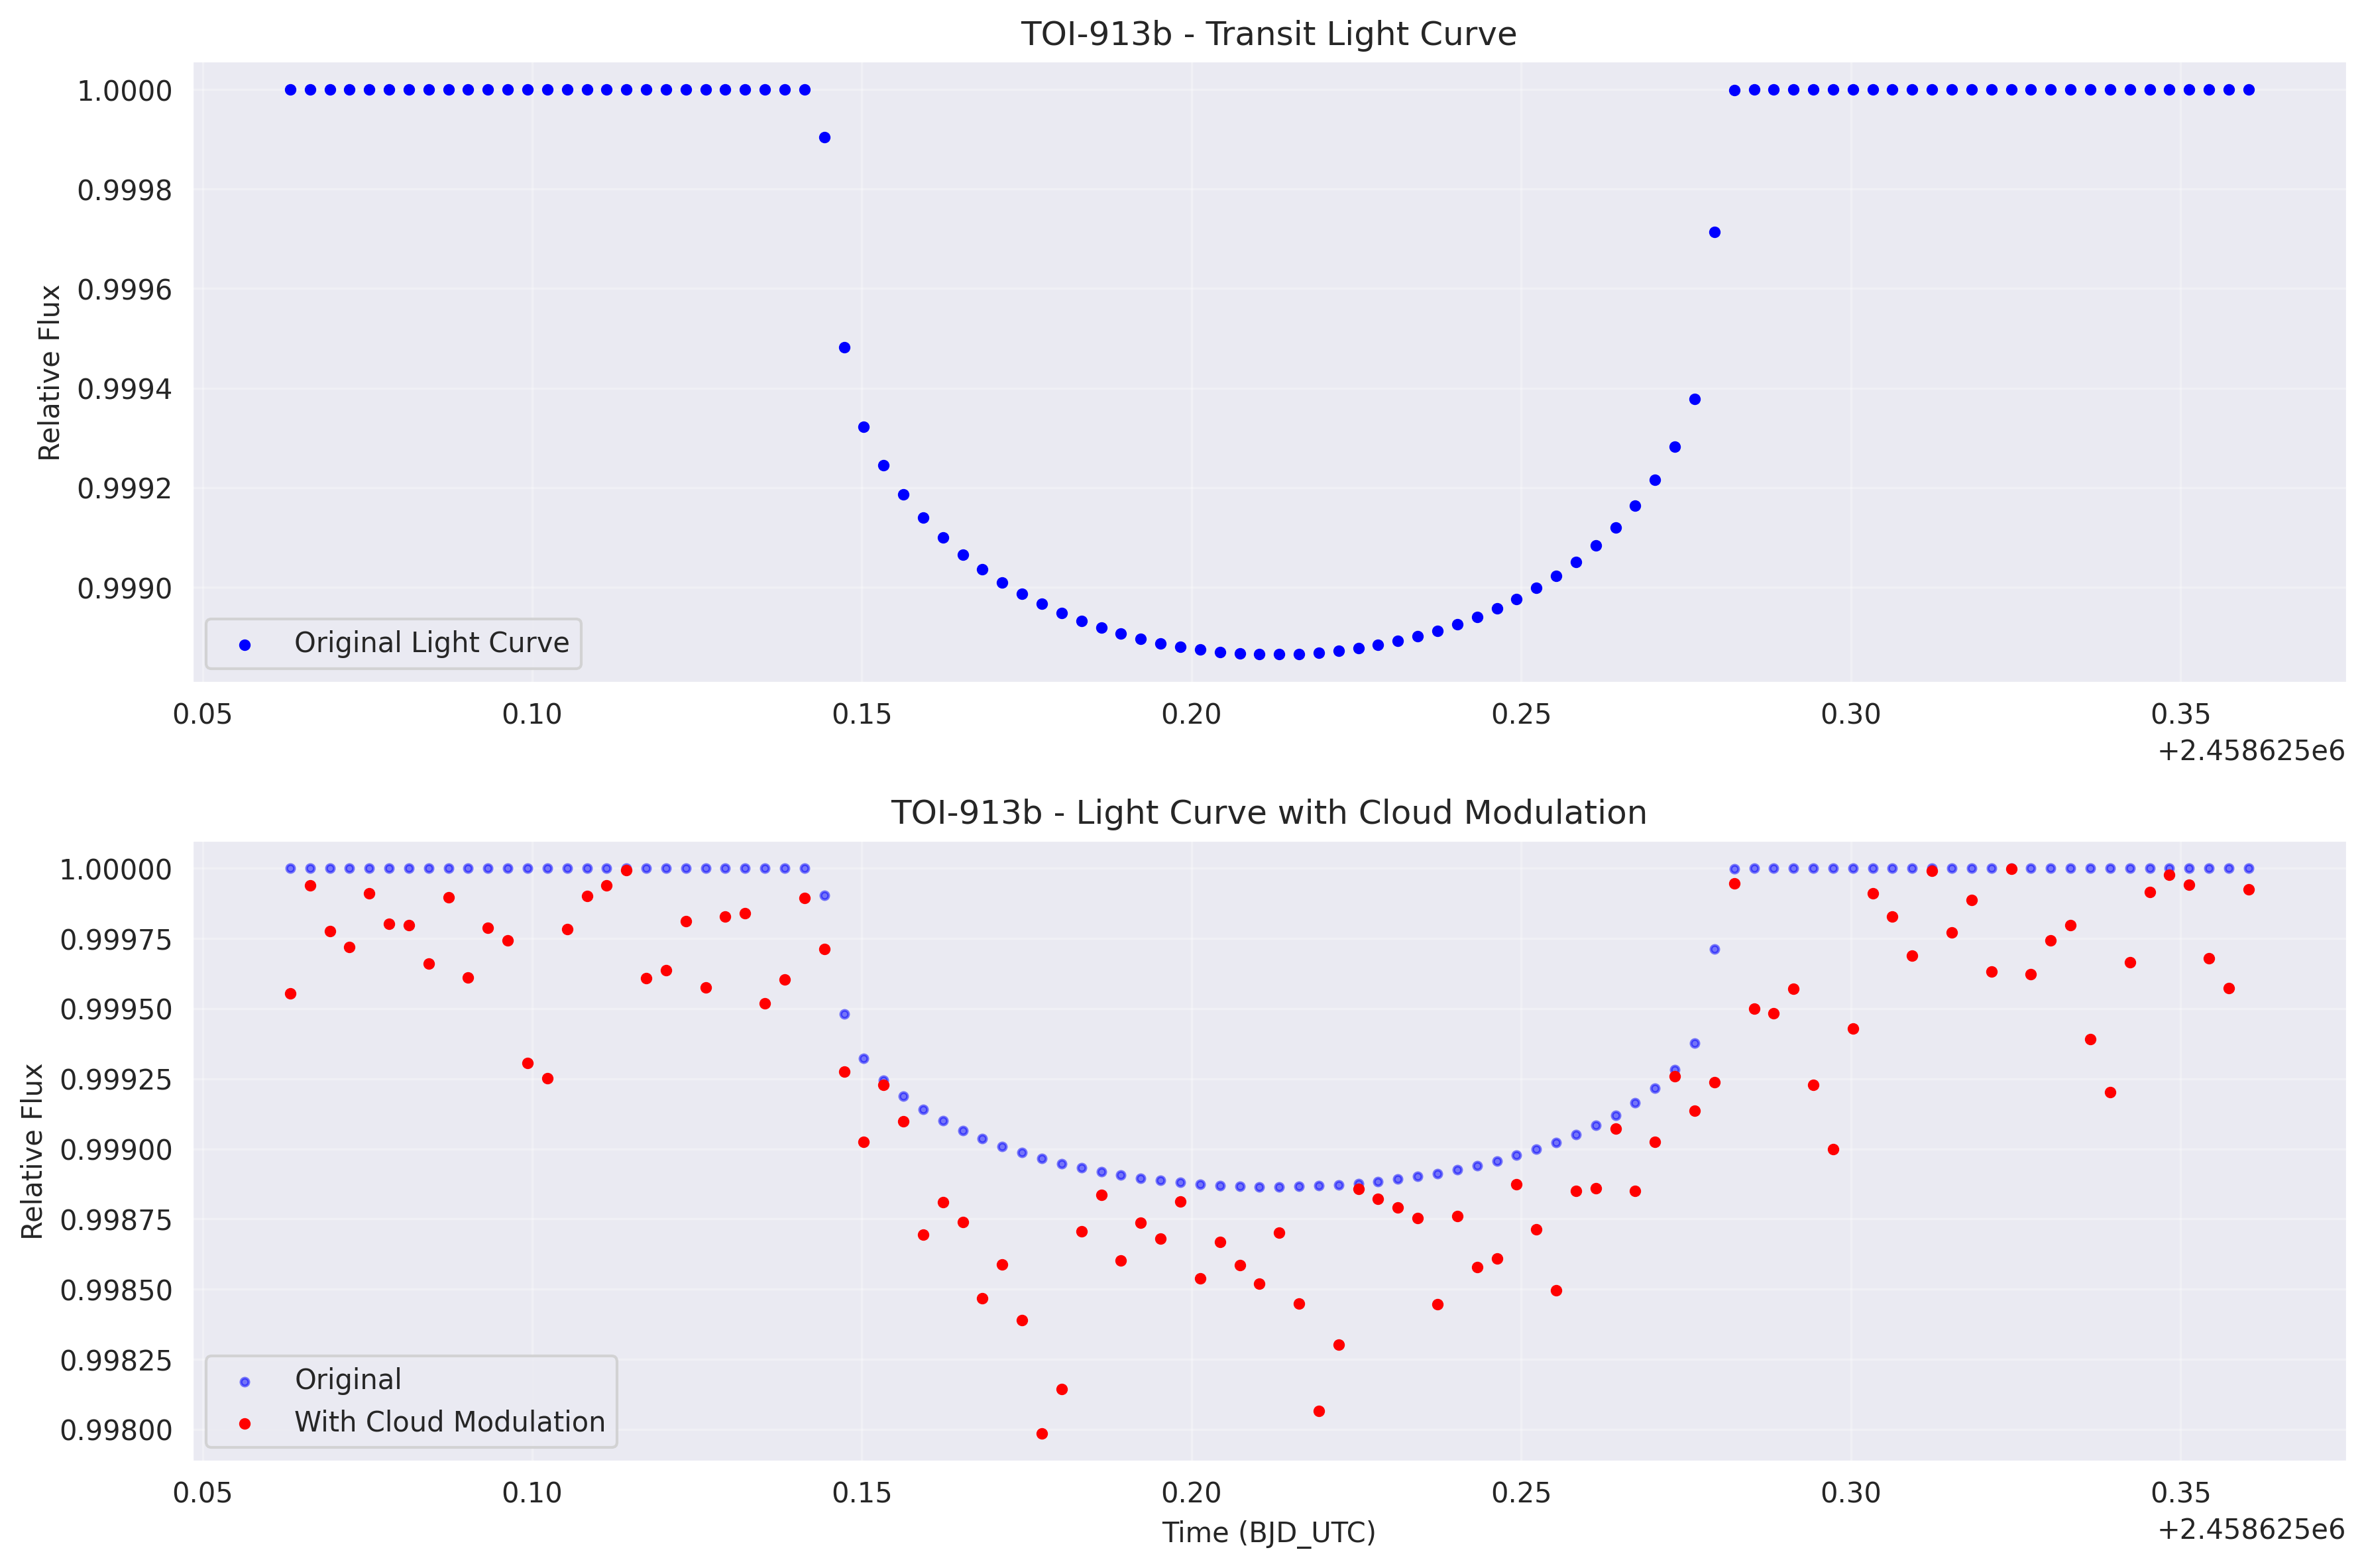 TOI-913b - Transit Light Curve
1.0000
0.9998
0.9996
0.9994
0.9992
0.9990
Relative Flux
Original Light Curve
0.05 0.10 0.15 0.20 0.25 0.30 0.35
+2.458625e6
TOI-913b - Light Curve with Cloud Modulation
1.00000
0.99975
0.99950
0.99925
0.99900
0.99875
0.99850
0.99825
0.99800
Relative Flux
Original
With Cloud Modulation
0.05 0.10 0.15 0.20 0.25 0.30 0.35
Time (BJD_UTC)
+2.458625e6